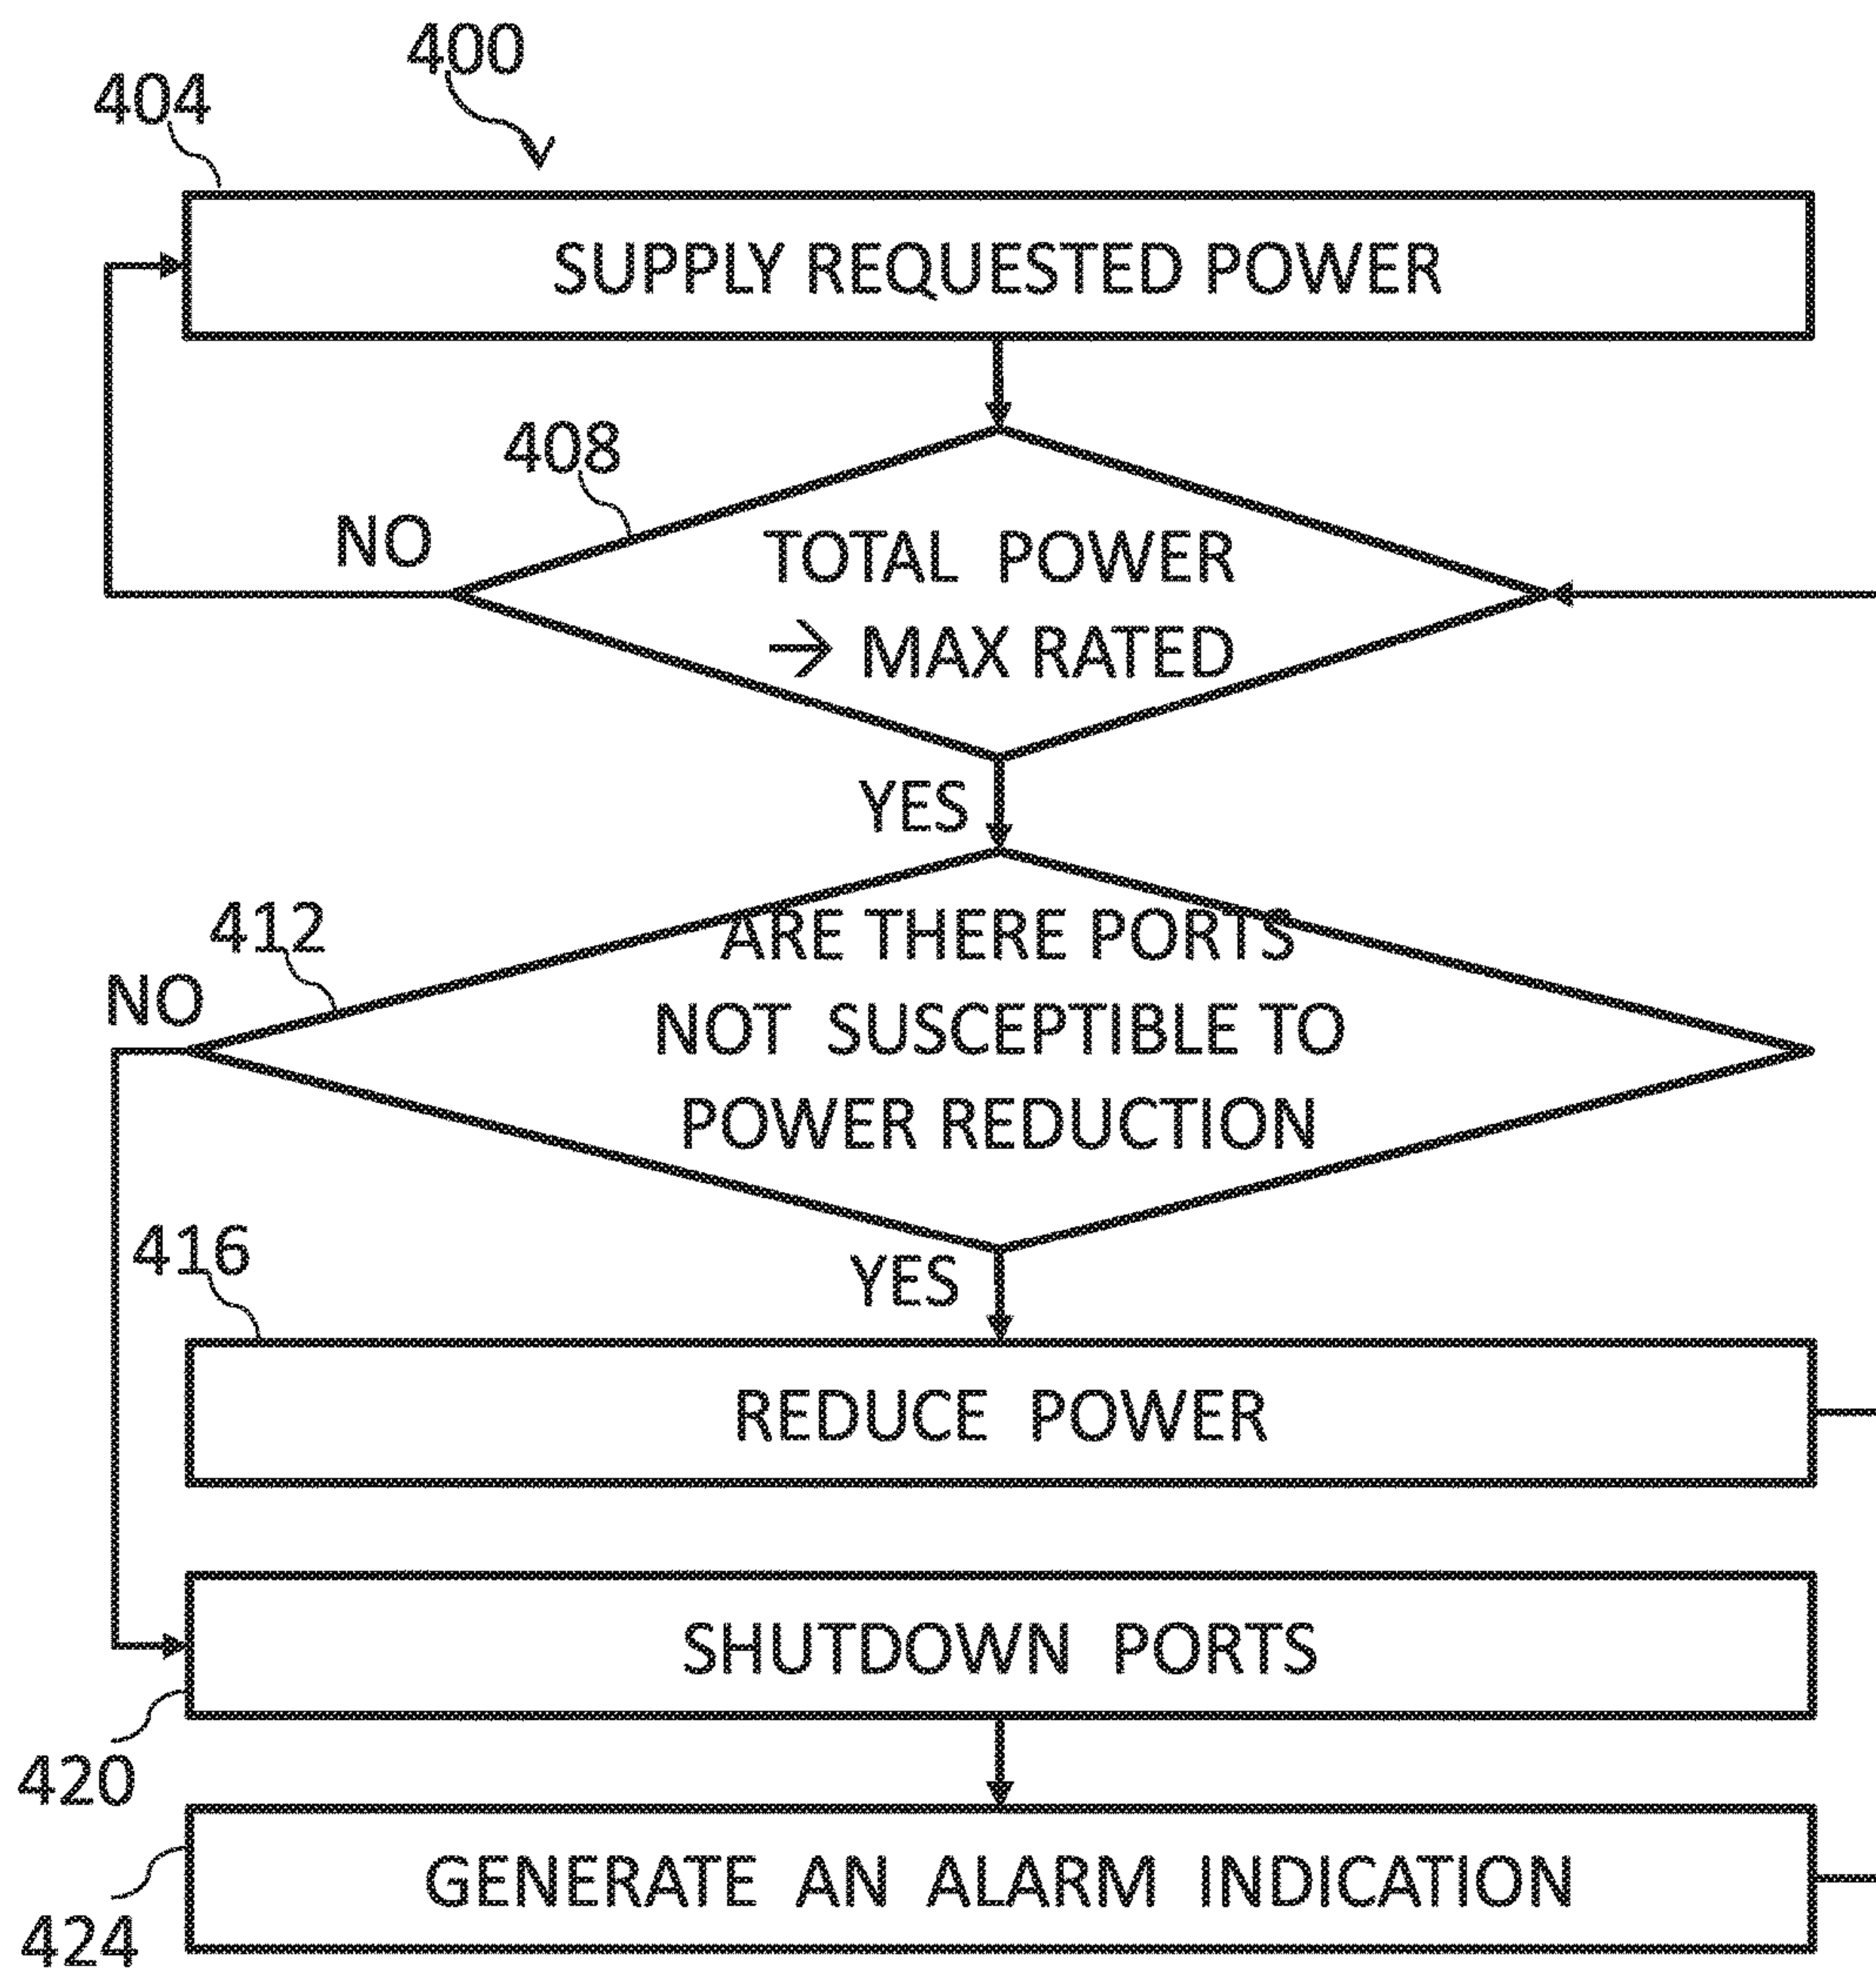 400
404
SUPPLY REQUESTED POWER
408
NO
TOTAL POWER
→ MAX RATED
YES
412
NO
ARE THERE PORTS
NOT SUSCEPTIBLE TO
POWER REDUCTION
416
YES
REDUCE POWER
SHUTDOWN PORTS
420
GENERATE AN ALARM INDICATION
424